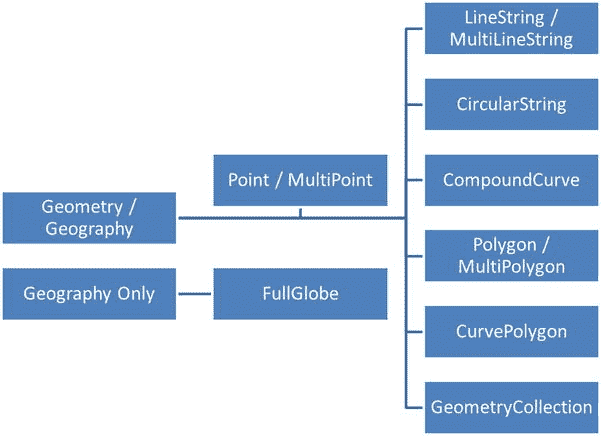 LineString /
MultiLineString
CircularString
Point / MultiPoint
CompoundCurve
Geometry /
Geography
Polygon /
MultiPolygon
Geography Only
FullGlobe
CurvePolygon
GeometryCollection